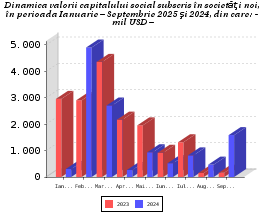 Dinamica valorii capitalului social subscris în societăți noi,
în perioada Ianuarie – Septembrie 2025 și 2024, din care: -
mil USD –
5.000
4.000
3.000
2.000
1.000
0
Ian... Feb... Mar... Apr... Mai... Iun... Iul... Aug... Sep...
2023 2024